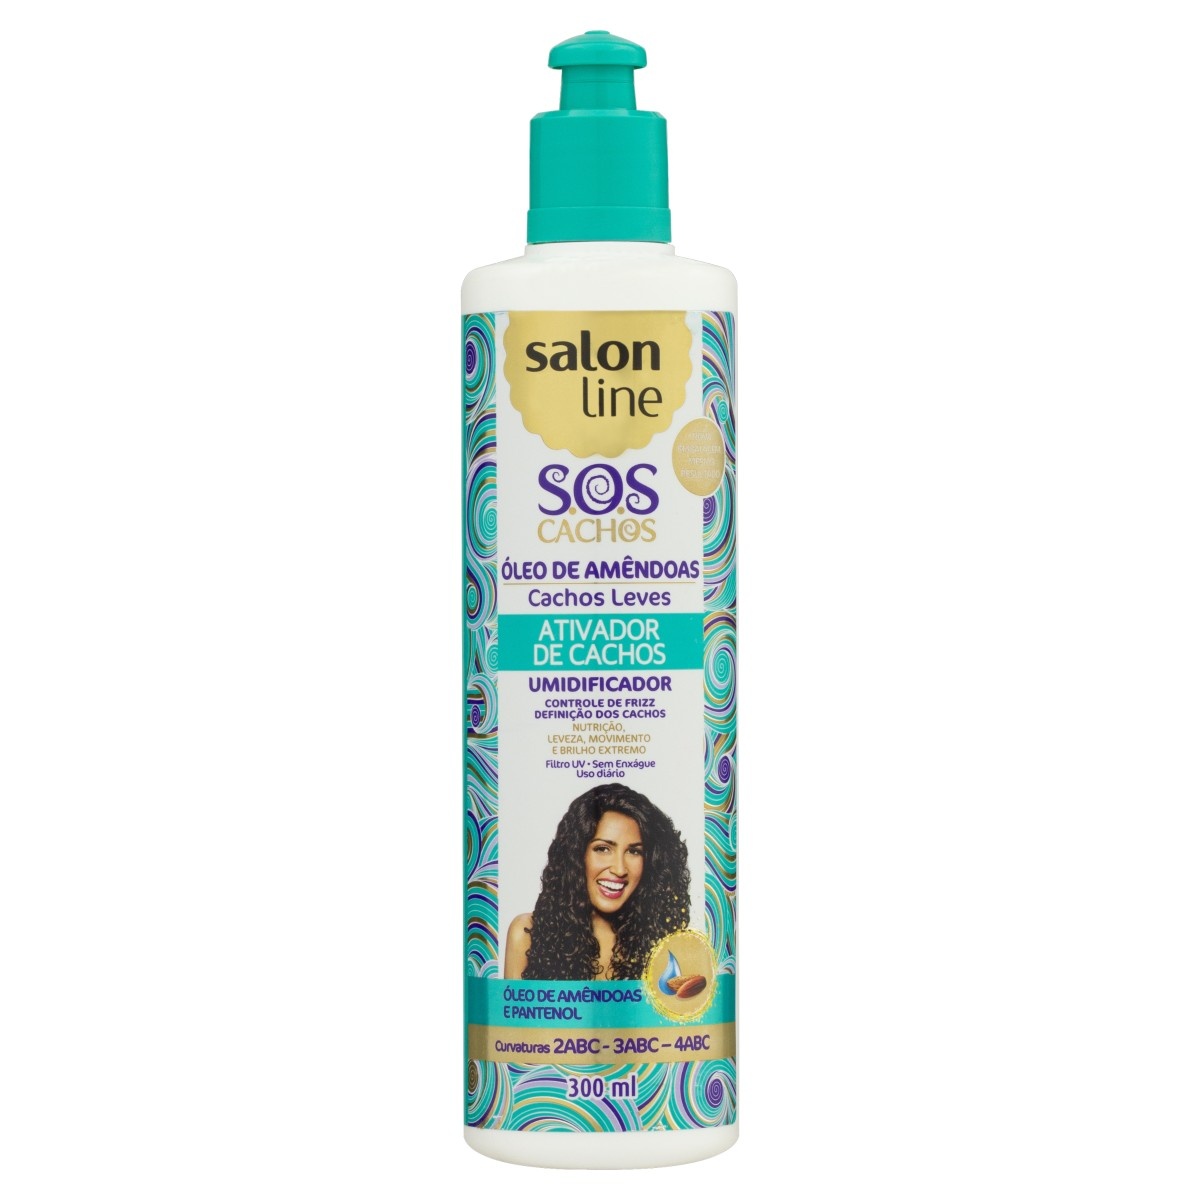 salon
line
S.O.S
CACHOS
ÓLEO DE AMÊNDOAS
Cachos Leves
ATIVADOR
DE CACHOS
UMIDIFICADOR
CONTROLE DE FRIZZ
DEFINIÇÃO DOS CACHOS
NUTRIÇÃO,
LEVEZA, MOVIMENTO
E BRILHO EXTREMO
Filtro UV • Sem Enxágue
Uso diário
ÓLEO DE AMÊNDOAS
E PANTENOL
Curvaturas 2ABC - 3ABC – 4ABC
300 ml